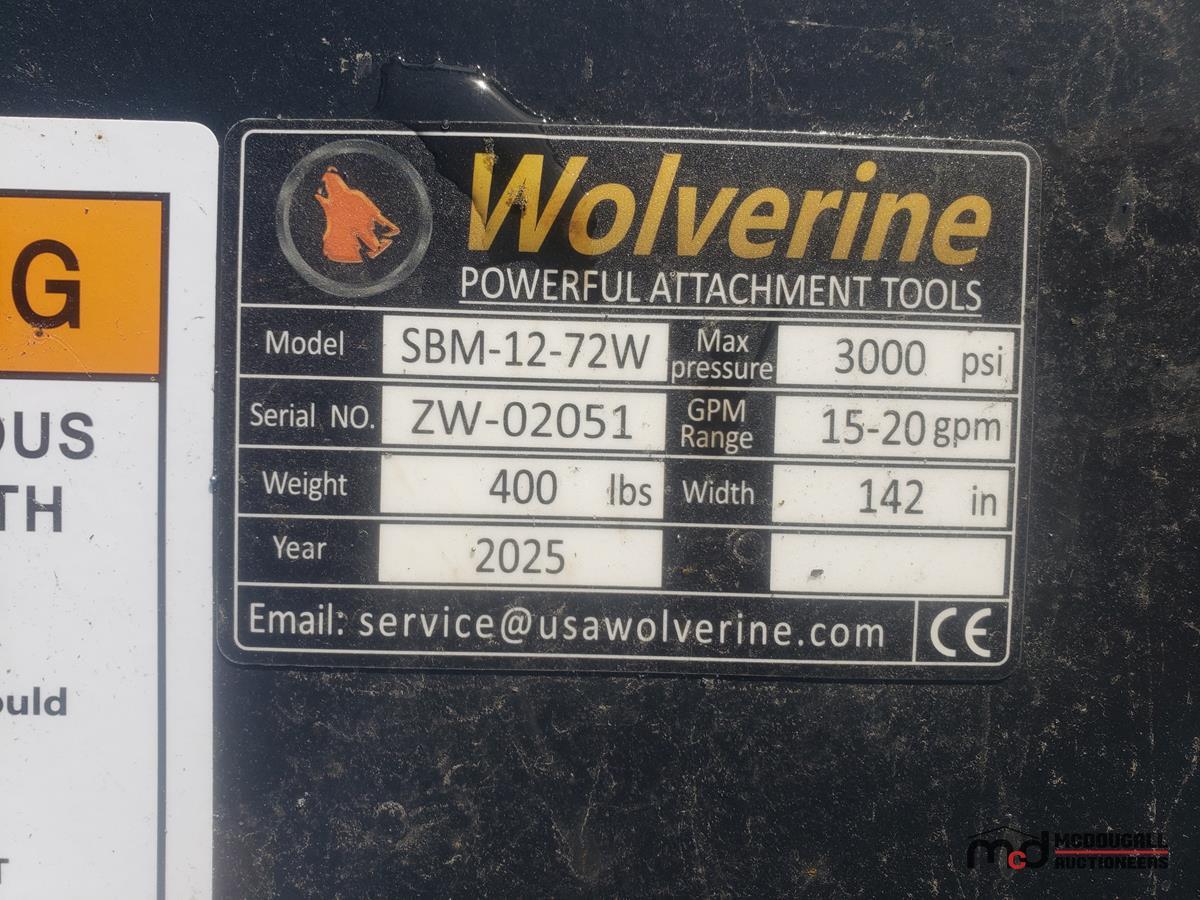 G
OUS
TH
ould
T
Wolverine
POWERFUL ATTACHMENT TOOLS
Model SBM-12-72W Max pressure 3000 psi
Serial NO. ZW-02051 GPM Range 15-20 gpm
Weight 400 lbs Width 142 in
Year 2025
Email: service@usawolverine.com CE
mcd MCDOUGALL
AUCTIONEERS